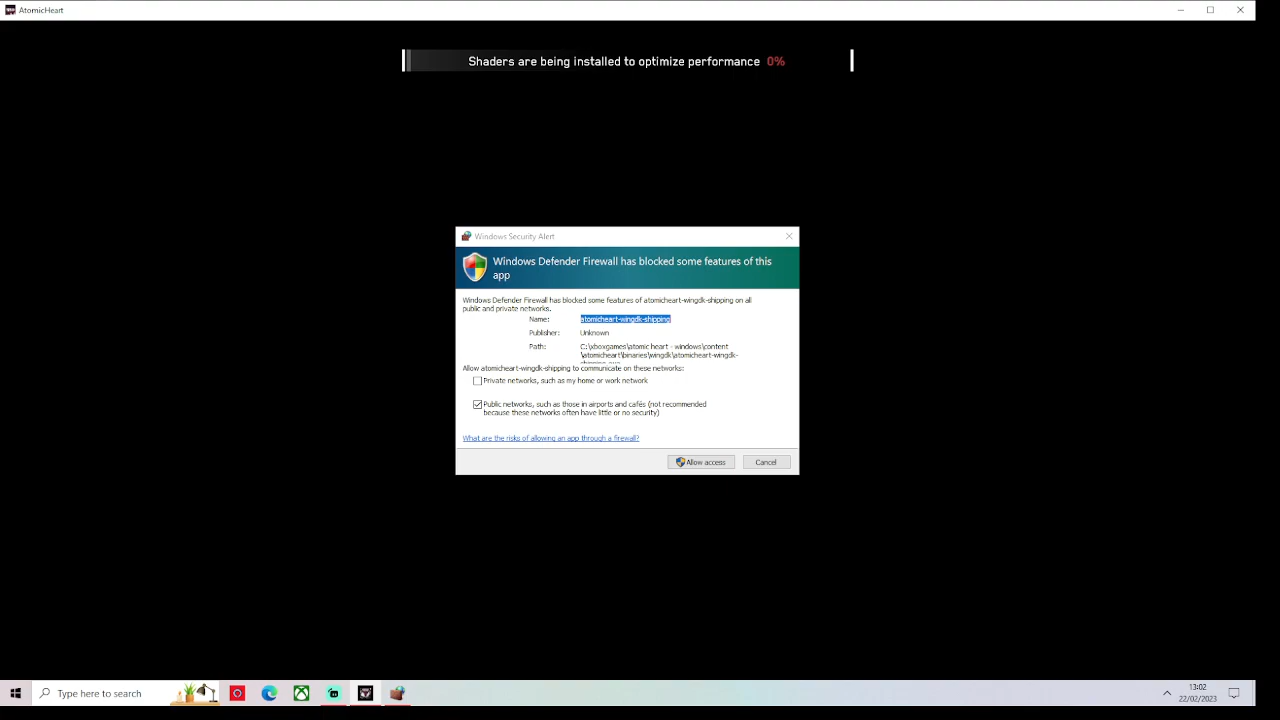 AtomicHeart
Shaders are being installed to optimize performance 0%
Windows Security Alert
Windows Defender Firewall has blocked some features of this
app
Windows Defender Firewall has blocked some features of atomicheart-wingdk-shipping on all
public and private networks.
Name: atomicheart-wingdk-shipping
Publisher: Unknown
Path: C:\xboxgames\atomic heart - windows\content
\atomicheart\binaries\wingdk\atomicheart-wingdk-
shipping.exe
Allow atomicheart-wingdk-shipping to communicate on these networks:
Private networks, such as my home or work network
Public networks, such as those in airports and cafés (not recommended
because these networks often have little or no security)
What are the risks of allowing an app through a firewall?
Allow access Cancel
Type here to search
13:02
22/02/2023